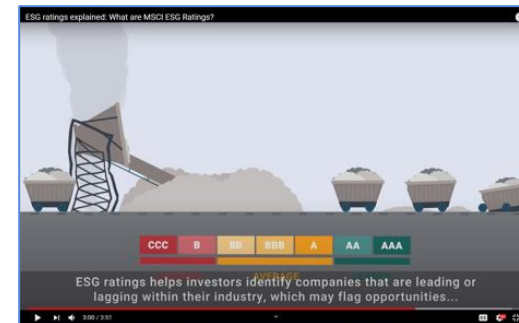 ESG ratings explained: What are MSCI ESG Ratings?
CCC B BB BBB A AA AAA
AVERAGE
ESG ratings helps investors identify companies that are leading or
lagging within their industry, which may flag opportunities...
3:00 / 3:51